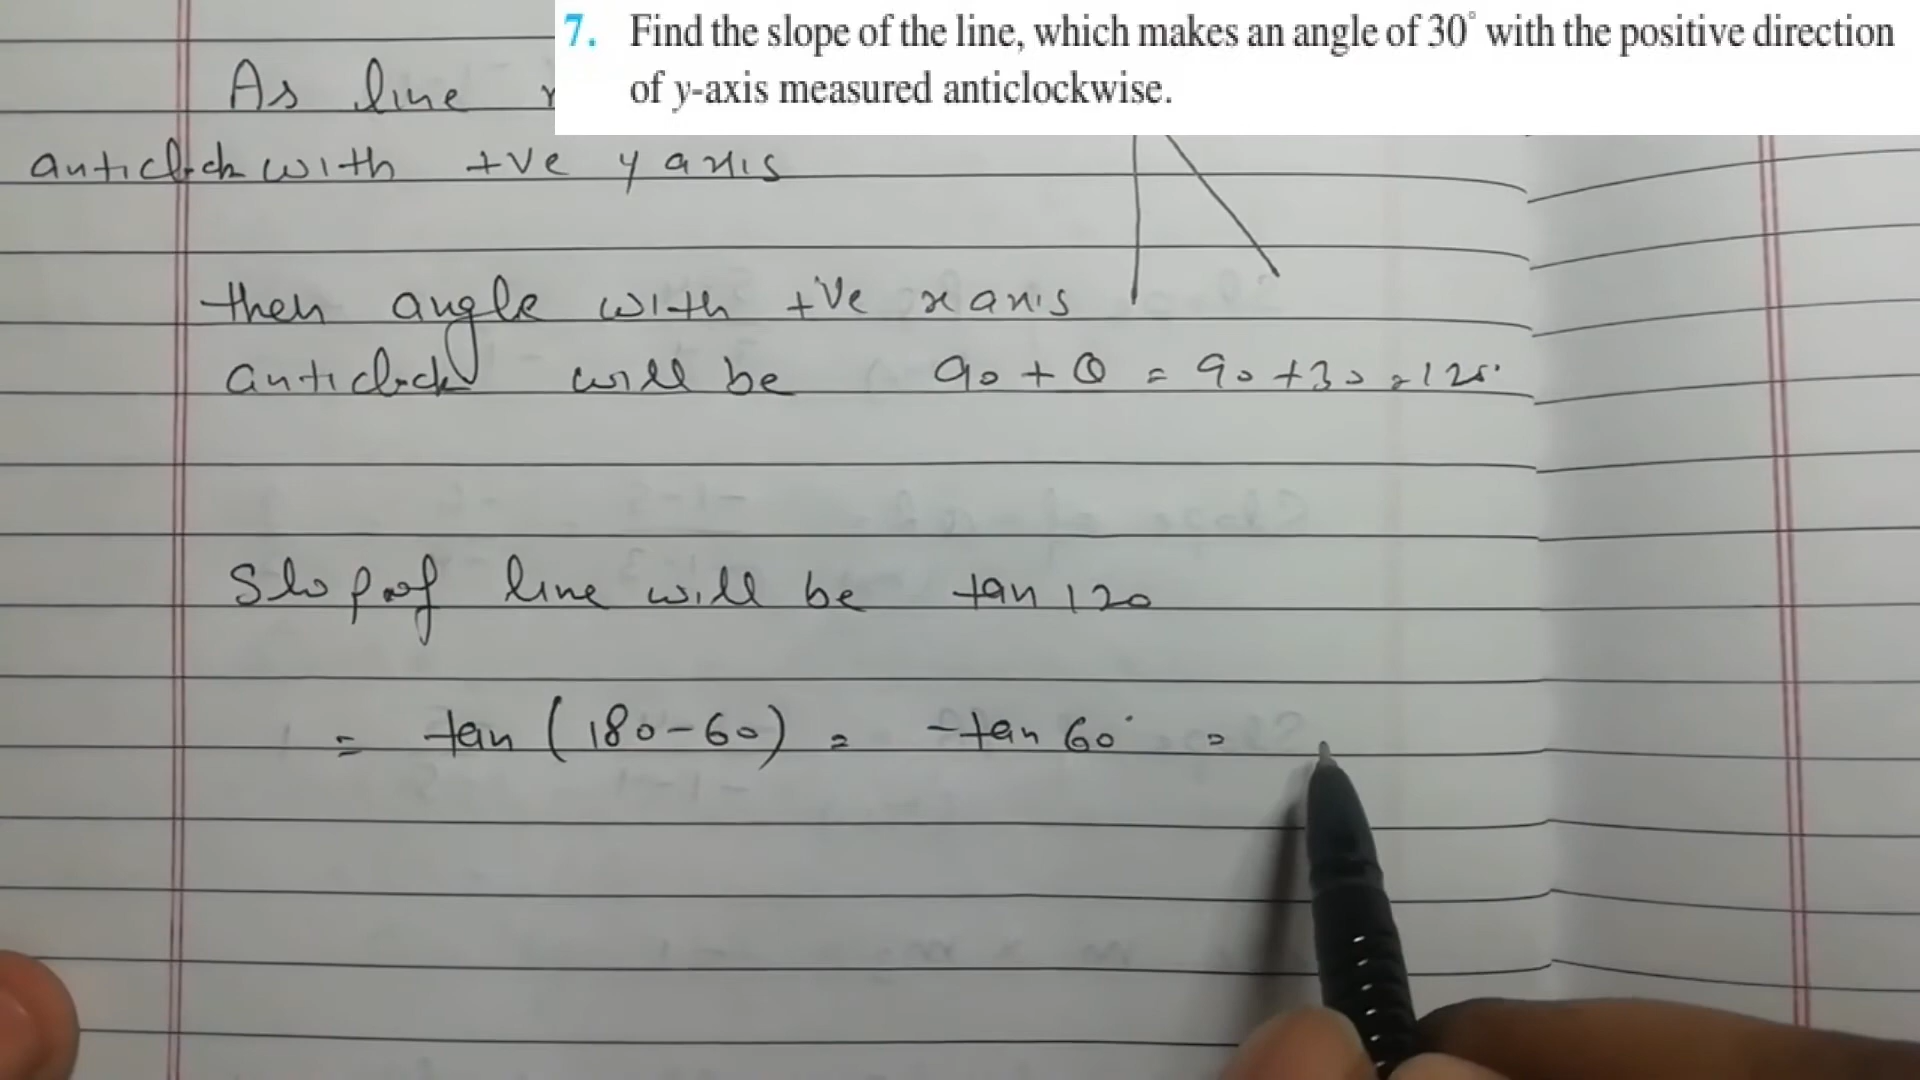 7. Find the slope of the line, which makes an angle of 30° with the positive direction
of y-axis measured anticlockwise.
As line
anticlock with +ve y axis
then angle with +ve x axis
anticlock will be 90 + θ = 90 + 30 = 120°
Slop of line will be tan 120
= tan (180-60) = -tan 60° =